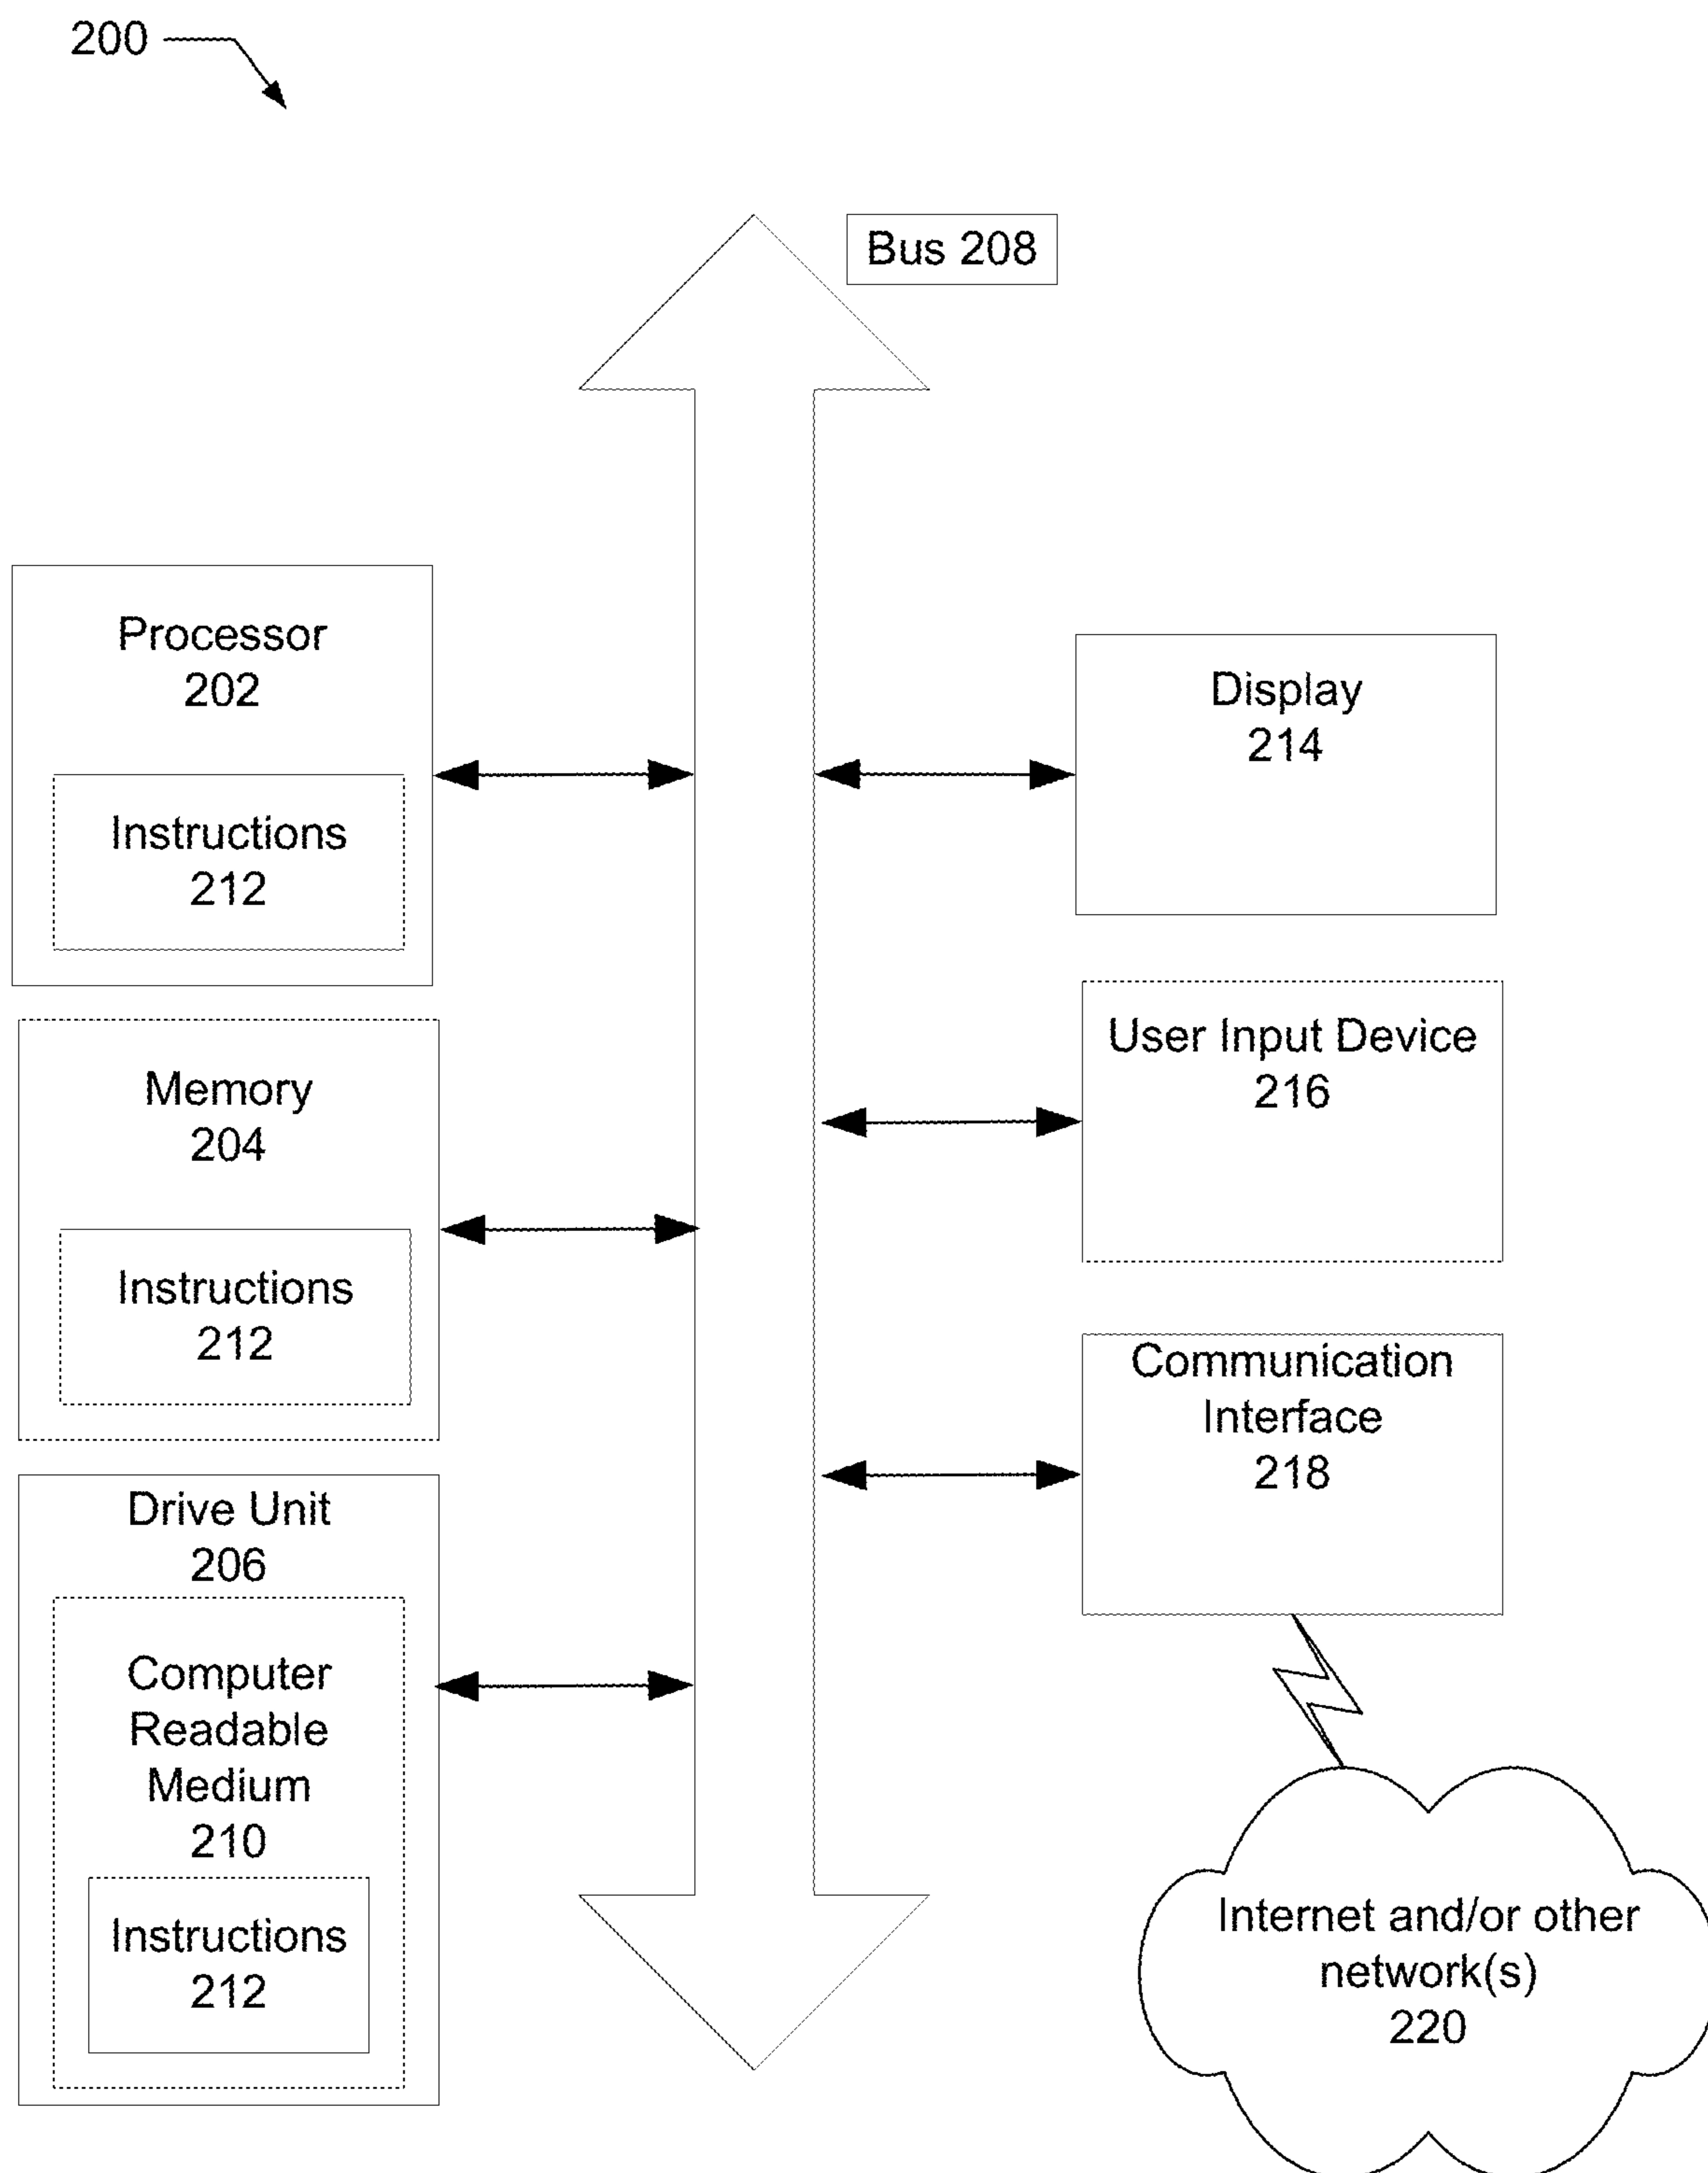 200
Bus 208
Processor
202
Instructions
212
Memory
204
Instructions
212
Drive Unit
206
Computer
Readable
Medium
210
Instructions
212
Display
214
User Input Device
216
Communication
Interface
218
Internet and/or other
network(s)
220